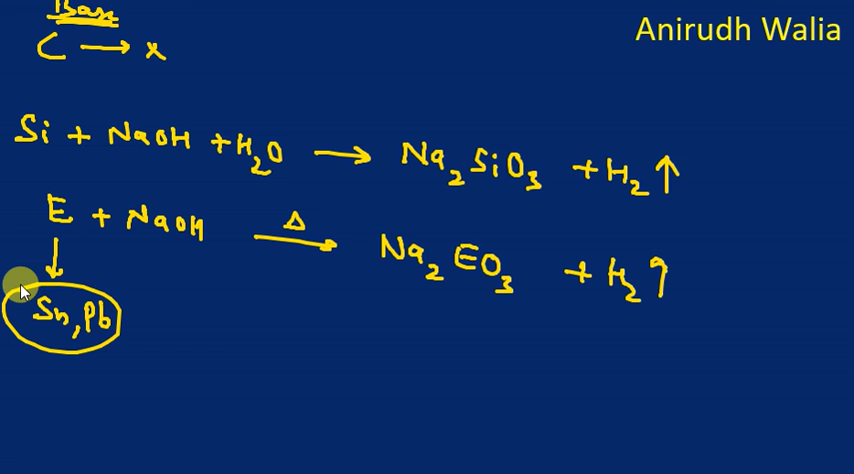 Base
Anirudh Walia
C → x
Si + NaOH + H₂O → Na₂SiO₃ + H₂↑
E + NaOH Δ→ Na₂EO₃ + H₂↑
↓
Sn, Pb